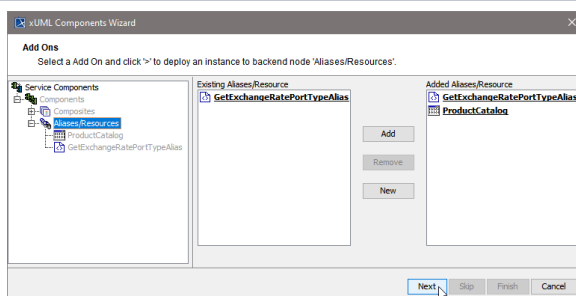 xUML Components Wizard
Add Ons
Select a Add On and click '>' to deploy an instance to backend node 'Aliases/Resources'.
Service Components
Components
Composites
Aliases/Resources
ProductCatalog
GetExchangeRatePortTypeAlias
Existing Aliases/Resource
GetExchangeRatePortTypeAlias
Add
Remove
New
Added Aliases/Resource
GetExchangeRatePortTypeAlias
ProductCatalog
Next
Skip
Finish
Cancel